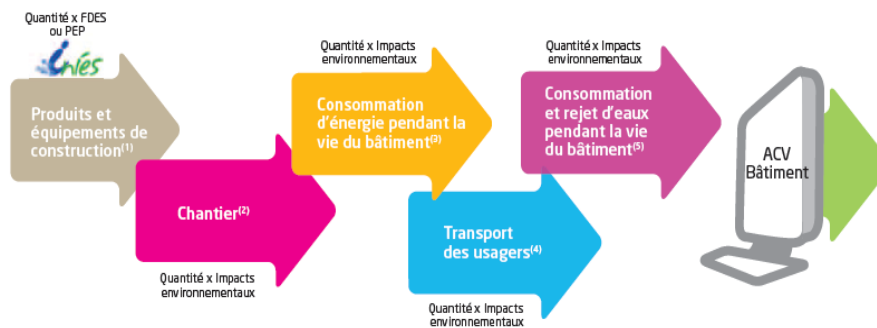 Quantité x FDES
ou PEP
iniés
Produits et
équipements de
construction(1)
Chantier(2)
Quantité x Impacts
environnementaux
Quantité x Impacts
environnementaux
Consommation
d'énergie pendant la
vie du bâtiment(3)
Transport
des usagers(4)
Quantité x Impacts
environnementaux
Quantité x Impacts
environnementaux
Consommation
et rejet d'eaux
pendant la vie
du bâtiment(5)
ACV
Bâtiment